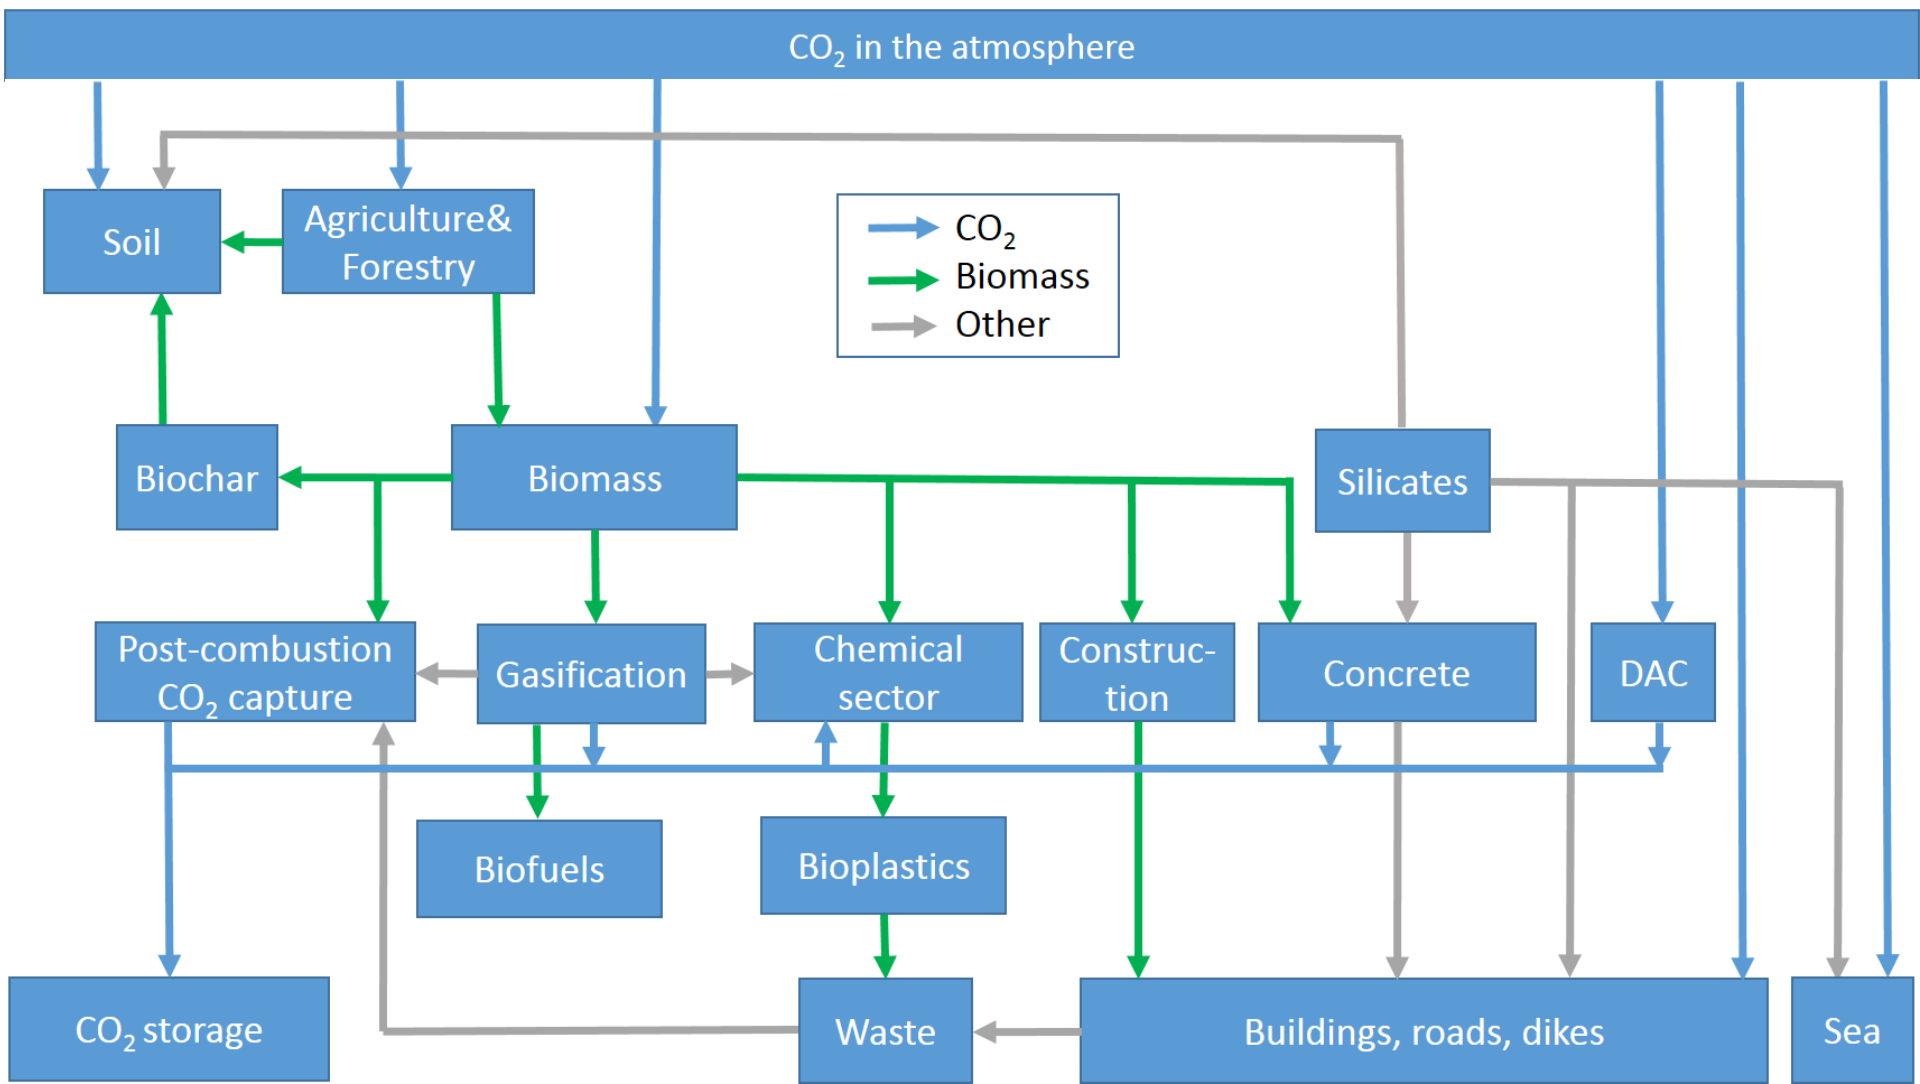 CO₂ in the atmosphere
Soil
Agriculture&
Forestry
CO₂
Biomass
Other
Biochar
Biomass
Silicates
Post-combustion
CO₂ capture
Gasification
Chemical
sector
Construc-
tion
Concrete
DAC
Biofuels
Bioplastics
CO₂ storage
Waste
Buildings, roads, dikes
Sea